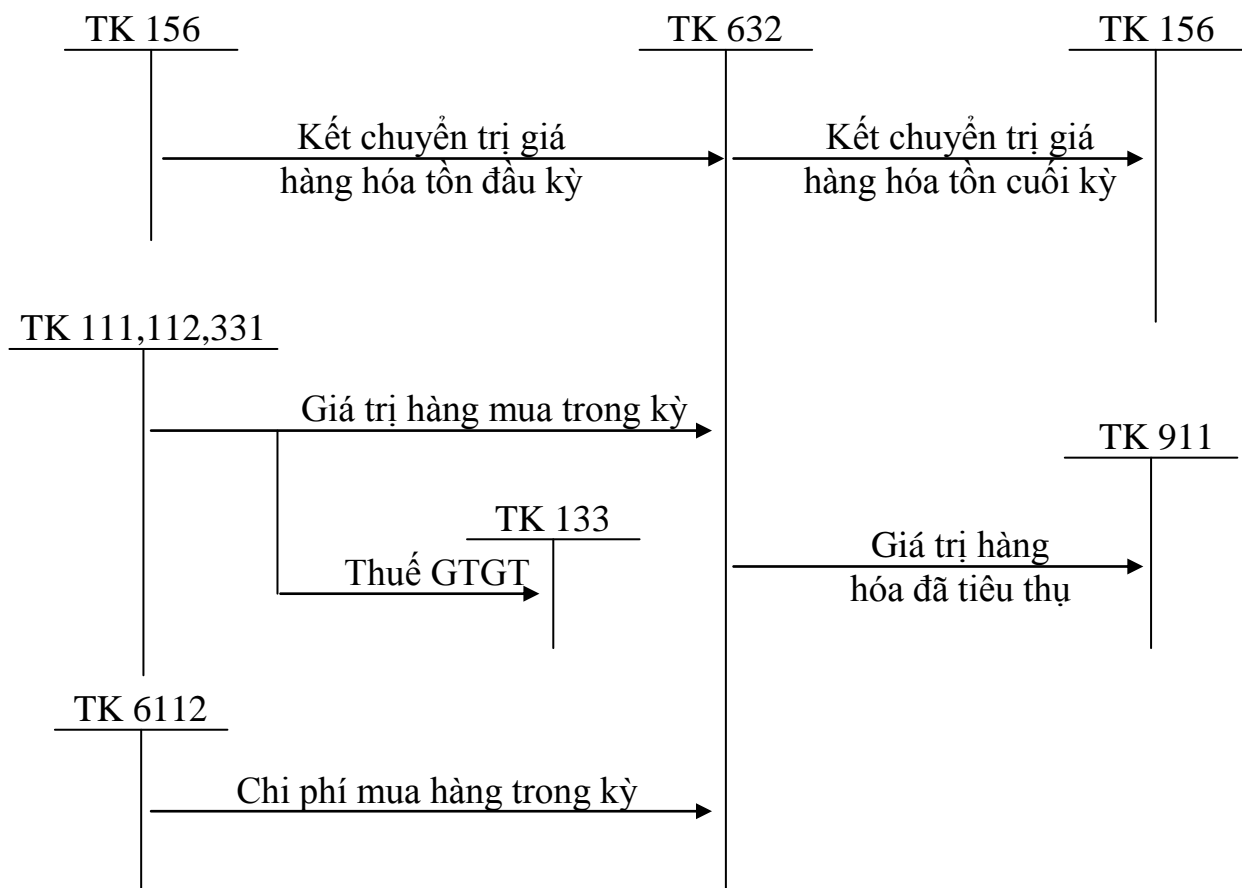 TK 156
TK 632
TK 156
Kết chuyển trị giá
hàng hóa tồn đầu kỳ
Kết chuyển trị giá
hàng hóa tồn cuối kỳ
TK 111,112,331
Giá trị hàng mua trong kỳ
TK 911
TK 133
Thuế GTGT
Giá trị hàng
hóa đã tiêu thụ
TK 6112
Chi phí mua hàng trong kỳ